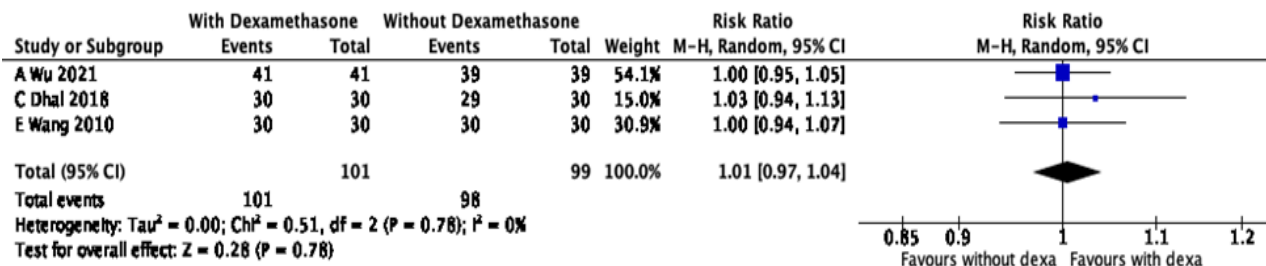 With Dexamethasone Without Dexamethasone Risk Ratio Risk Ratio
Study or Subgroup Events Total Events Total Weight M-H, Random, 95% CI M-H, Random, 95% CI
A Wu 2021 41 41 39 39 54.1% 1.00 [0.95, 1.05]
C Dhal 2018 30 30 29 30 15.0% 1.03 [0.94, 1.13]
E Wang 2010 30 30 30 30 30.9% 1.00 [0.94, 1.07]
Total (95% CI) 101 99 100.0% 1.01 [0.97, 1.04]
Total events 101 98
Heterogeneity: Tau² = 0.00; Chi² = 0.51, df = 2 (P = 0.78); I² = 0%
Test for overall effect: Z = 0.28 (P = 0.78)
0.85 0.9 1 1.1 1.2
Favours without dexa Favours with dexa